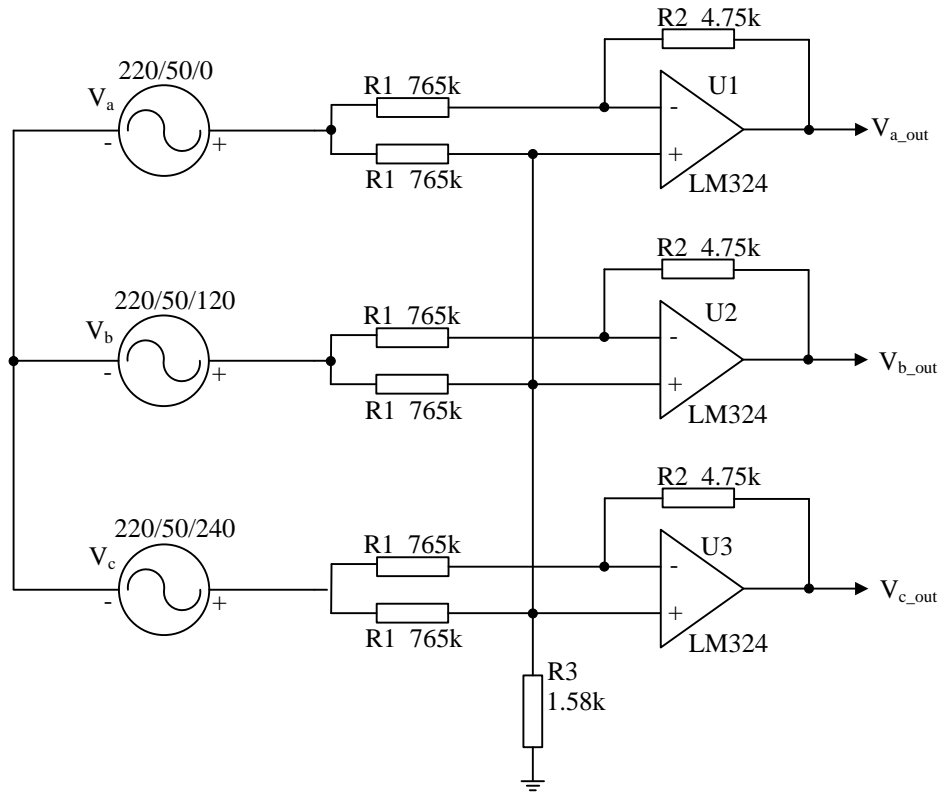 R2 4.75k
220/50/0
Va
- +
R1 765k
U1
-
+
Va_out
R1 765k
LM324
R2 4.75k
220/50/120
Vb
- +
R1 765k
U2
-
+
Vb_out
R1 765k
LM324
R2 4.75k
220/50/240
Vc
- +
R1 765k
U3
-
+
Vc_out
R1 765k
LM324
R3
1.58k